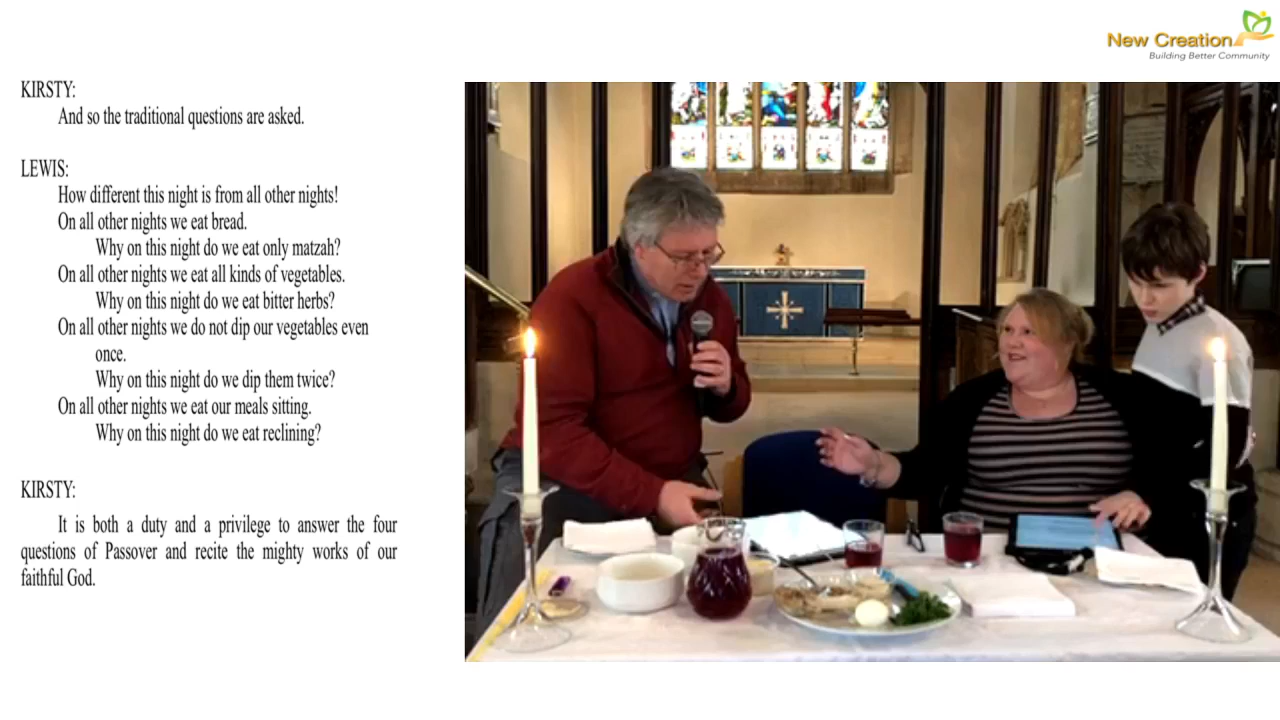 New Creation
Building Better Community
KIRSTY:
And so the traditional questions are asked.
LEWIS:
How different this night is from all other nights!
On all other nights we eat bread.
Why on this night do we eat only matzah?
On all other nights we eat all kinds of vegetables.
Why on this night do we eat bitter herbs?
On all other nights we do not dip our vegetables even
once.
Why on this night do we dip them twice?
On all other nights we eat our meals sitting.
Why on this night do we eat reclining?
KIRSTY:
It is both a duty and a privilege to answer the four
questions of Passover and recite the mighty works of our
faithful God.